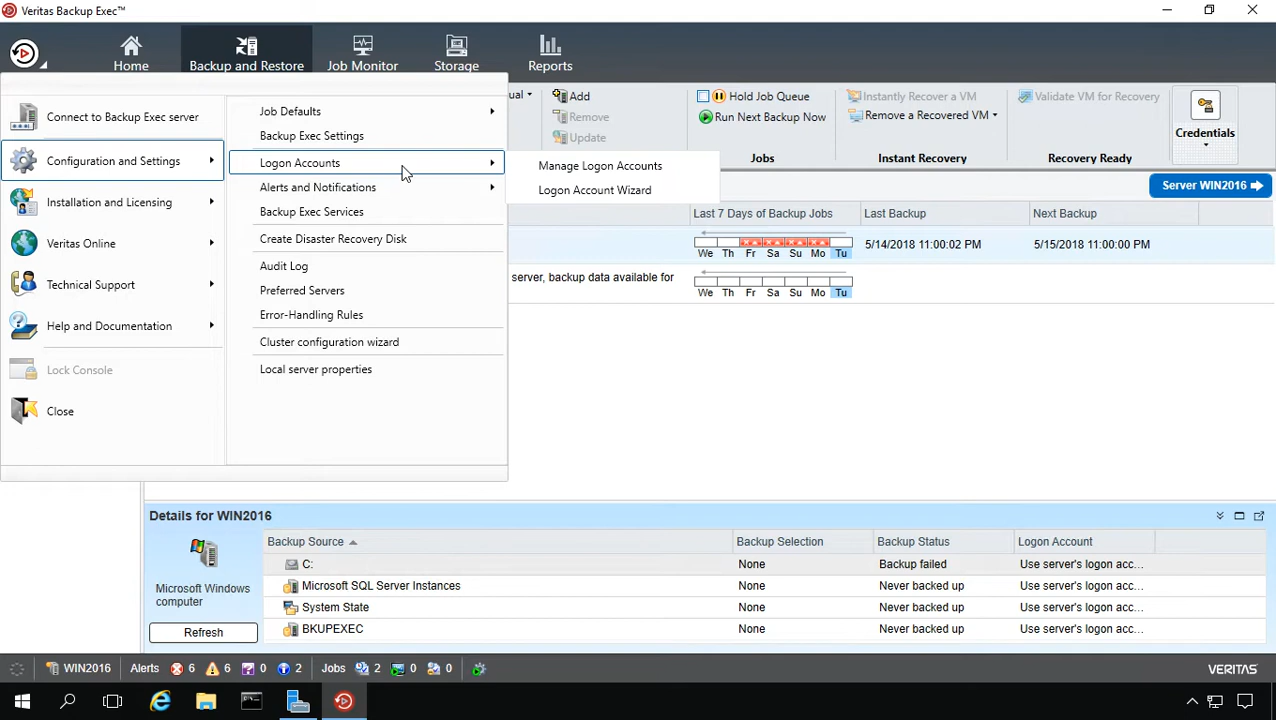 Veritas Backup Exec™
Home
Backup and Restore
Job Monitor
Storage
Reports
Connect to Backup Exec server
Configuration and Settings
Installation and Licensing
Veritas Online
Technical Support
Help and Documentation
Lock Console
Close
Job Defaults
Backup Exec Settings
Logon Accounts
Alerts and Notifications
Backup Exec Services
Create Disaster Recovery Disk
Audit Log
Preferred Servers
Error-Handling Rules
Cluster configuration wizard
Local server properties
Manage Logon Accounts
Logon Account Wizard
ual
Add
Remove
Update
Hold Job Queue
Run Next Backup Now
Jobs
Instantly Recover a VM
Remove a Recovered VM
Instant Recovery
Validate VM for Recovery
Recovery Ready
Credentials
Server WIN2016
Last 7 Days of Backup Jobs Last Backup Next Backup
We Th Fr Sa Su Mo Tu
5/14/2018 11:00:02 PM 5/15/2018 11:00:00 PM
server, backup data available for
We Th Fr Sa Su Mo Tu
Details for WIN2016
Microsoft Windows
computer
Refresh
Backup Source Backup Selection Backup Status Logon Account
C: None Backup failed Use server's logon acc...
Microsoft SQL Server Instances None Never backed up Use server's logon acc...
System State None Never backed up Use server's logon acc...
BKUPEXEC None Never backed up Use server's logon acc...
WIN2016 Alerts 6 6 0 2 Jobs 2 0 0
VERITAS